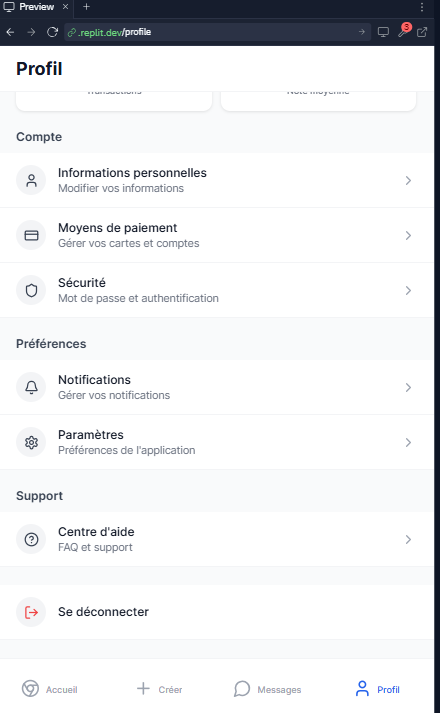 Preview
.replit.dev/profile
3
Profil
Transactions
Note moyenne
Compte
Informations personnelles
Modifier vos informations
Moyens de paiement
Gérer vos cartes et comptes
Sécurité
Mot de passe et authentification
Préférences
Notifications
Gérer vos notifications
Paramètres
Préférences de l'application
Support
Centre d'aide
FAQ et support
Se déconnecter
Accueil
Créer
Messages
Profil